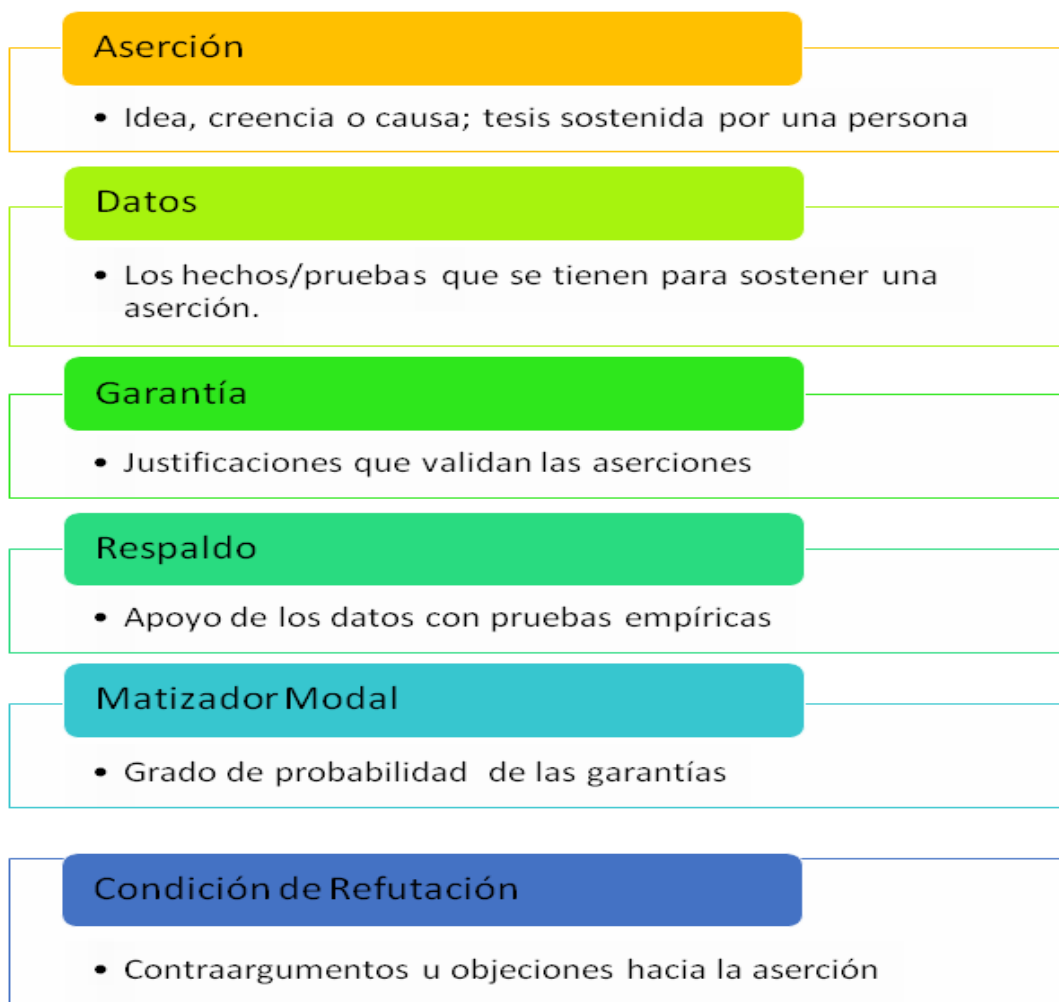 Aserción
• Idea, creencia o causa; tesis sostenida por una persona
Datos
• Los hechos/pruebas que se tienen para sostener una
aserción.
Garantía
• Justificaciones que validan las aserciones
Respaldo
• Apoyo de los datos con pruebas empíricas
Matizador Modal
• Grado de probabilidad de las garantías
Condición de Refutación
• Contraargumentos u objeciones hacia la aserción